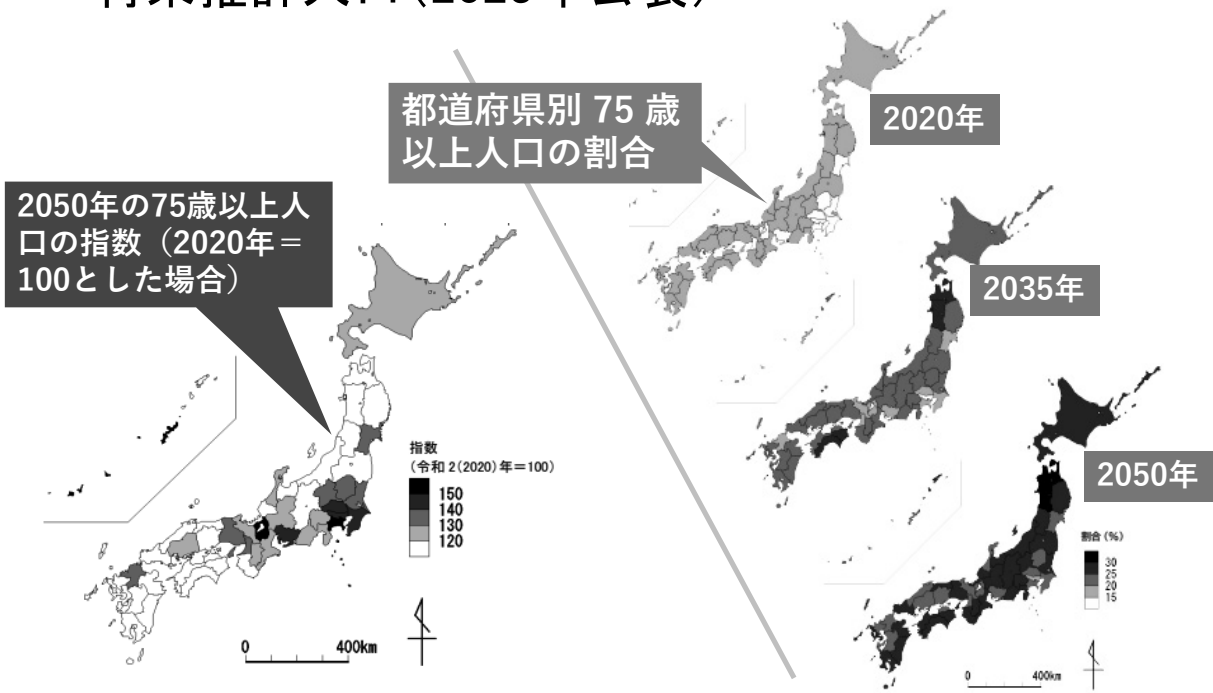 都道府県別 75 歳
以上人口の割合
2020年
2050年の75歳以上人
口の指数（2020年＝
100とした場合）
2035年
指数
（令和 2(2020)年＝100）
150
140
130
120
2050年
割合 (%)
30
25
20
15
0 400km
0 400km